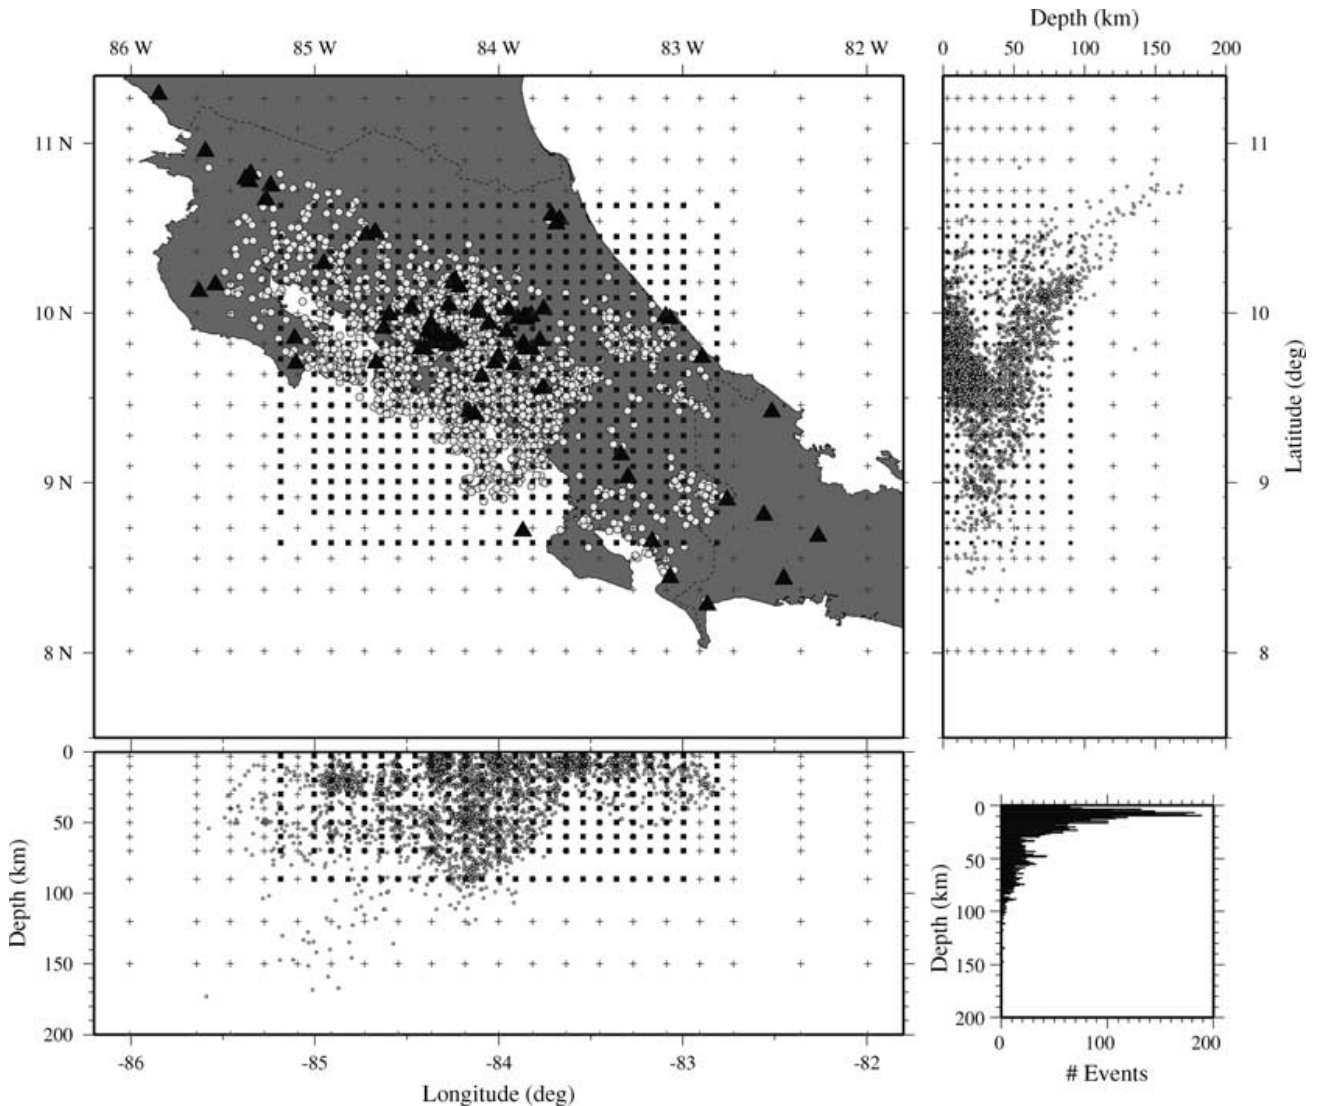 Depth (km)
86 W 85 W 84 W 83 W 82 W 0 50 100 150 200
11 N 11
10 N 10
Latitude (deg)
9 N 9
8 N 8
0
50
100
150
200
Depth (km)
-86 -85 -84 -83 -82
Longitude (deg)
0
50
100
150
200
Depth (km)
0 100 200
# Events